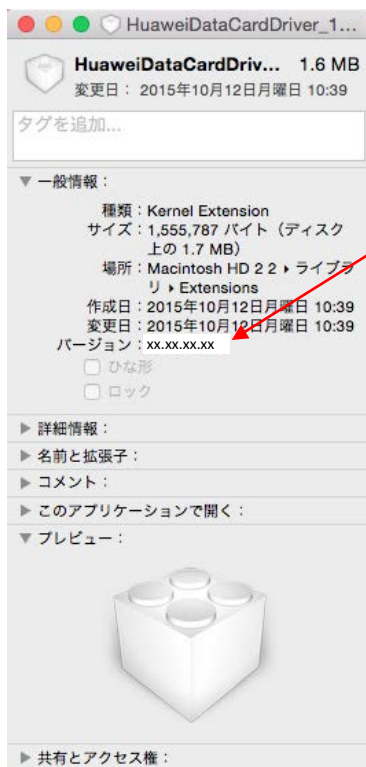 HuaweiDataCardDriver_1...
HuaweiDataCardDriv... 1.6 MB
変更日： 2015年10月12日月曜日 10:39
タグを追加...
▼ 一般情報：
種類：Kernel Extension
サイズ：1,555,787 バイト（ディスク
上の 1.7 MB）
場所：Macintosh HD 2 2 ▸ ライブラ
リ ▸ Extensions
作成日：2015年10月12日月曜日 10:39
変更日：2015年10月12日月曜日 10:39
バージョン：xx.xx.xx.xx
ひな形
ロック
▶ 詳細情報：
▶ 名前と拡張子：
▶ コメント：
▶ このアプリケーションで開く：
▼ プレビュー：
▶ 共有とアクセス権：